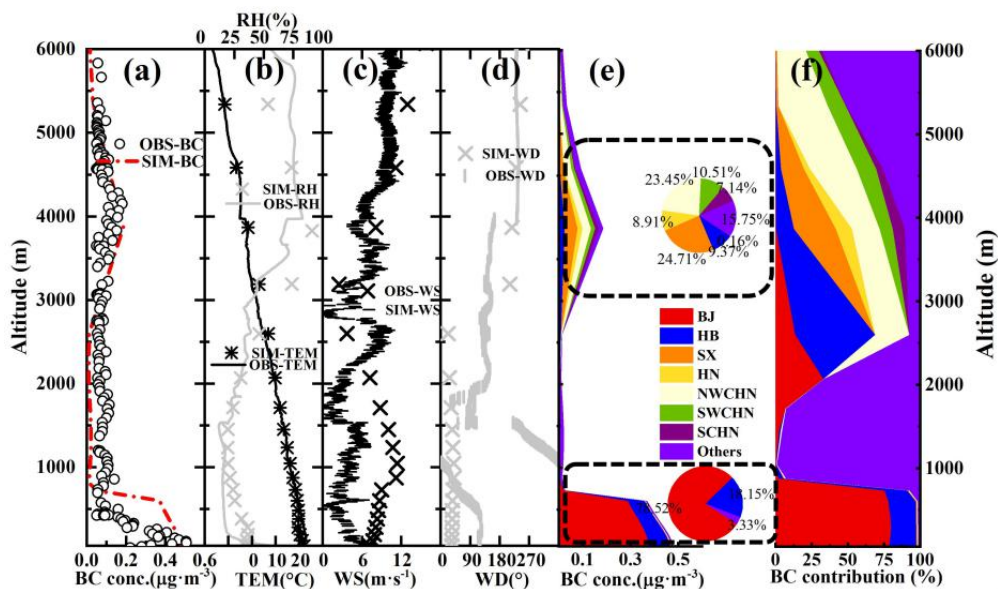 RH(%)
0 25 50 75 100
6000 (a) (b) (c) (d) (e) (f) 6000
5000 5000
OBS-BC
SIM-BC
SIM-WD
OBS-WD
SIM-RH
OBS-RH
10.51%
23.45% 7.14%
8.91% 15.75%
24.71% 9.37%
4000 4000
Altitude (m) Altitude (m)
3000 3000
OBS-WS
SIM-WS
SIM-TEM
OBS-TEM
BJ
HB
SX
HN
NWCHN
SWCHN
SCHN
Others
2000 2000
1000 1000
18.15%
3.33%
0.0 0.2 0.4 0.6 0 10 20 0 6 12 0 90 180 270 0.0 0.3 0.5 0 25 50 75 100
BC conc.(μg·m-3) TEM(°C) WS(m·s-1) WD(°) BC conc.(μg·m-3) BC contribution (%)